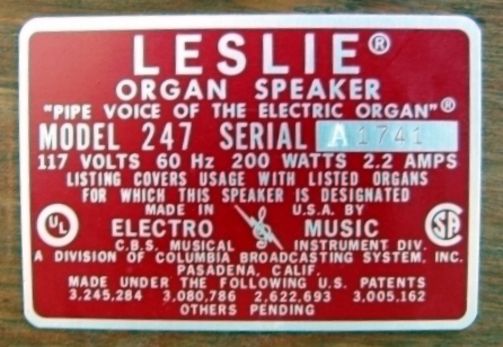 LESLIE®
ORGAN SPEAKER
"PIPE VOICE OF THE ELECTRIC ORGAN"®
MODEL 247 SERIAL A1741
117 VOLTS 60 Hz 200 WATTS 2.2 AMPS
LISTING COVERS USAGE WITH LISTED ORGANS
FOR WHICH THIS SPEAKER IS DESIGNATED
MADE IN U.S.A. BY
UL ELECTRO MUSIC SA
C.B.S. MUSICAL INSTRUMENT DIV.
A DIVISION OF COLUMBIA BROADCASTING SYSTEM, INC.
PASADENA, CALIF.
MADE UNDER THE FOLLOWING U.S. PATENTS
3,245,284 3,080,786 2,622,693 3,005,162
OTHERS PENDING